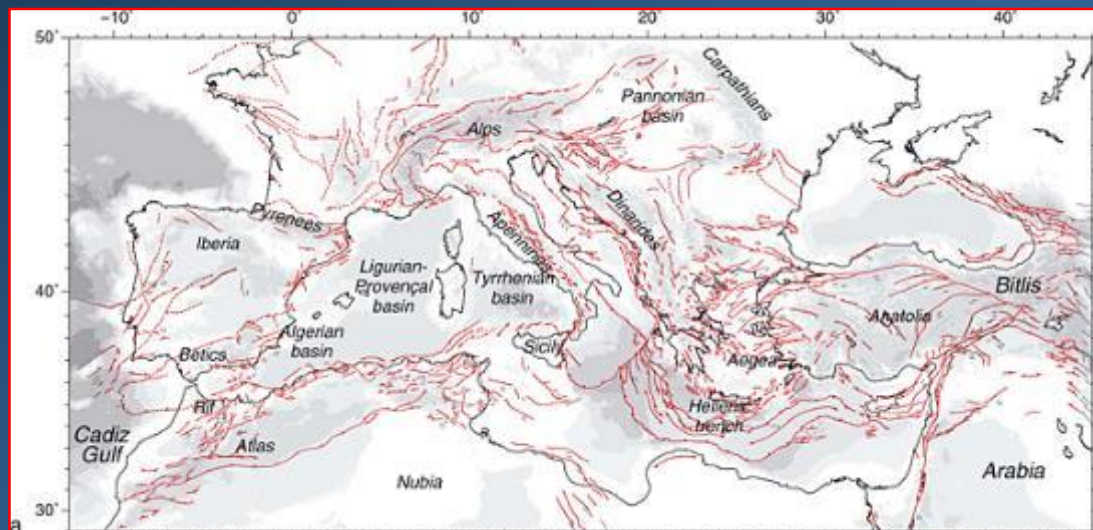 −10° 0° 10° 20° 30° 40°
50°
40°
30°
Carpathians
Pannonian
basin
Alps
Pyrenees
Iberia
Dinarides
Apennines
Ligurian-
Provençal
basin
Tyrrhenian
basin
Bitlis
Anatolia
Algerian
basin
Betics
Sicily
Aegea
Rif
Hellenic
trench
Cadiz
Gulf
Atlas
Nubia
Arabia
a